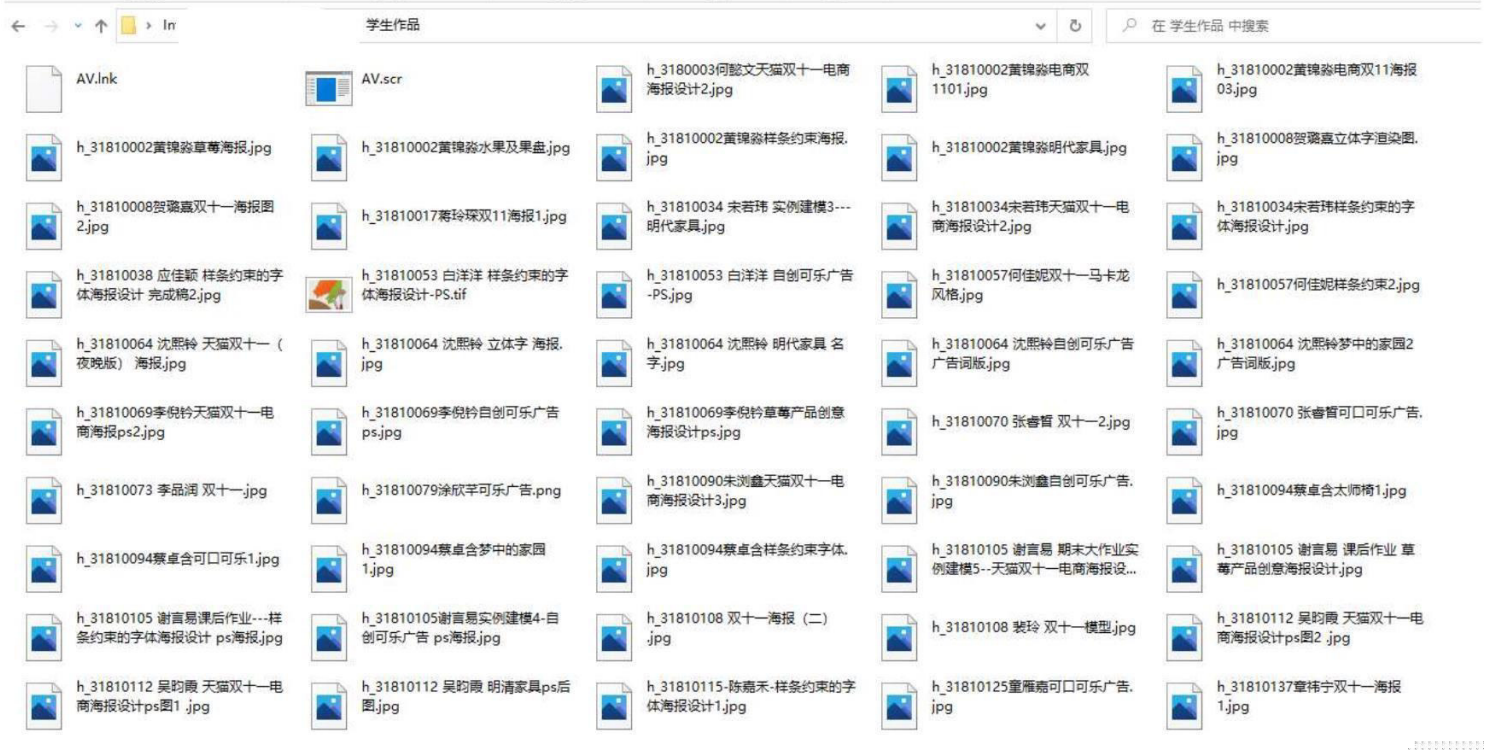 In
学生作品
在 学生作品 中搜索
AV.lnk
AV.scr
h_3180003何懿文天猫双十一电商
海报设计2.jpg
h_31810002黄锦淼电商双
1101.jpg
h_31810002黄锦淼电商双11海报
03.jpg
h_31810002黄锦淼草莓海报.jpg
h_31810002黄锦淼水果及果盘.jpg
h_31810002黄锦淼样条约束海报.
jpg
h_31810002黄锦淼明代家具.jpg
h_31810008贺璐嘉立体字渲染图.
jpg
h_31810008贺璐嘉双十一海报图
2.jpg
h_31810017蒋玲琛双11海报1.jpg
h_31810034 宋若玮 实例建模3---
明代家具.jpg
h_31810034宋若玮天猫双十一电
商海报设计2.jpg
h_31810034宋若玮样条约束的字
体海报设计.jpg
h_31810038 应佳颖 样条约束的字
体海报设计 完成稿2.jpg
h_31810053 白洋洋 样条约束的字
体海报设计-PS.tif
h_31810053 白洋洋 自创可乐广告
-PS.jpg
h_31810057何佳妮双十一马卡龙
风格.jpg
h_31810057何佳妮样条约束2.jpg
h_31810064 沈熙铃 天猫双十一（
夜晚版） 海报.jpg
h_31810064 沈熙铃 立体字 海报.
jpg
h_31810064 沈熙铃 明代家具 名
字.jpg
h_31810064 沈熙铃自创可乐广告
广告词版.jpg
h_31810064 沈熙铃梦中的家园2
广告词版.jpg
h_31810069李倪钤天猫双十一电
商海报ps2.jpg
h_31810069李倪钤自创可乐广告
ps.jpg
h_31810069李倪钤草莓产品创意
海报设计ps.jpg
h_31810070 张睿晳 双十一2.jpg
h_31810070 张睿晳可口可乐广告.
jpg
h_31810073 李品润 双十一.jpg
h_31810079涂欣芊可乐广告.png
h_31810090朱浏鑫天猫双十一电
商海报设计3.jpg
h_31810090朱浏鑫自创可乐广告.
jpg
h_31810094蔡卓含太师椅1.jpg
h_31810094蔡卓含可口可乐1.jpg
h_31810094蔡卓含梦中的家园
1.jpg
h_31810094蔡卓含样条约束字体.
jpg
h_31810105 谢言易 期末大作业实
例建模5--天猫双十一电商海报设...
h_31810105 谢言易 课后作业 草
莓产品创意海报设计.jpg
h_31810105 谢言易课后作业---样
条约束的字体海报设计 ps海报.jpg
h_31810105谢言易实例建模4-自
创可乐广告 ps海报.jpg
h_31810108 双十一海报（二）
.jpg
h_31810108 裴玲 双十一模型.jpg
h_31810112 吴昀霞 天猫双十一电
商海报设计ps图2 .jpg
h_31810112 吴昀霞 天猫双十一电
商海报设计ps图1 .jpg
h_31810112 吴昀霞 明清家具ps后
图.jpg
h_31810115-陈嘉禾-样条约束的字
体海报设计1.jpg
h_31810125童雁嘉可口可乐广告.
jpg
h_31810137章祎宁双十一海报
1.jpg